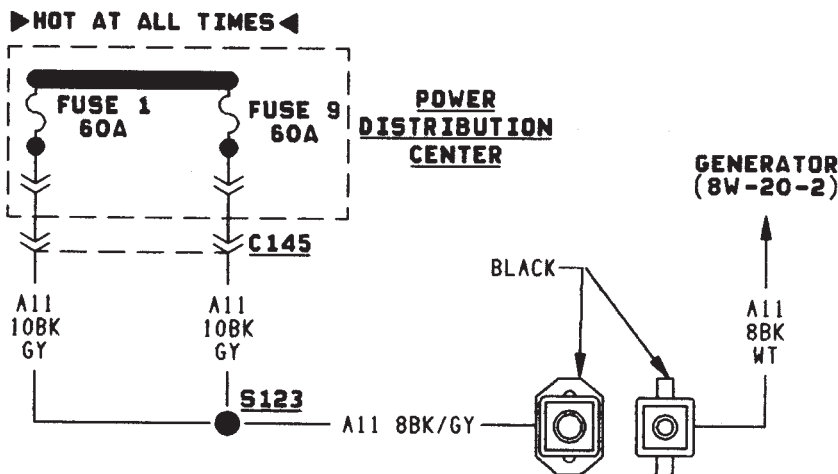 ▶HOT AT ALL TIMES◀
FUSE 1
60A
FUSE 9
60A
POWER
DISTRIBUTION
CENTER
GENERATOR
(8W-20-2)
C145
BLACK
A11
10BK
GY
A11
10BK
GY
A11
8BK
WT
S123
A11 8BK/GY